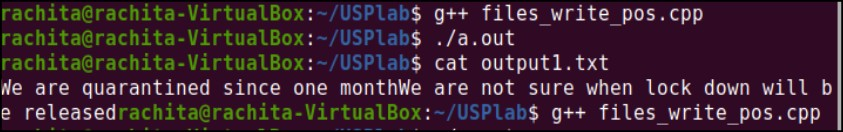 rachita@rachita-VirtualBox:~/USPlab$ g++ files_write_pos.cpp
rachita@rachita-VirtualBox:~/USPlab$ ./a.out
rachita@rachita-VirtualBox:~/USPlab$ cat output1.txt
We are quarantined since one monthWe are not sure when lock down will b
e releasedrachita@rachita-VirtualBox:~/USPlab$ g++ files_write_pos.cpp